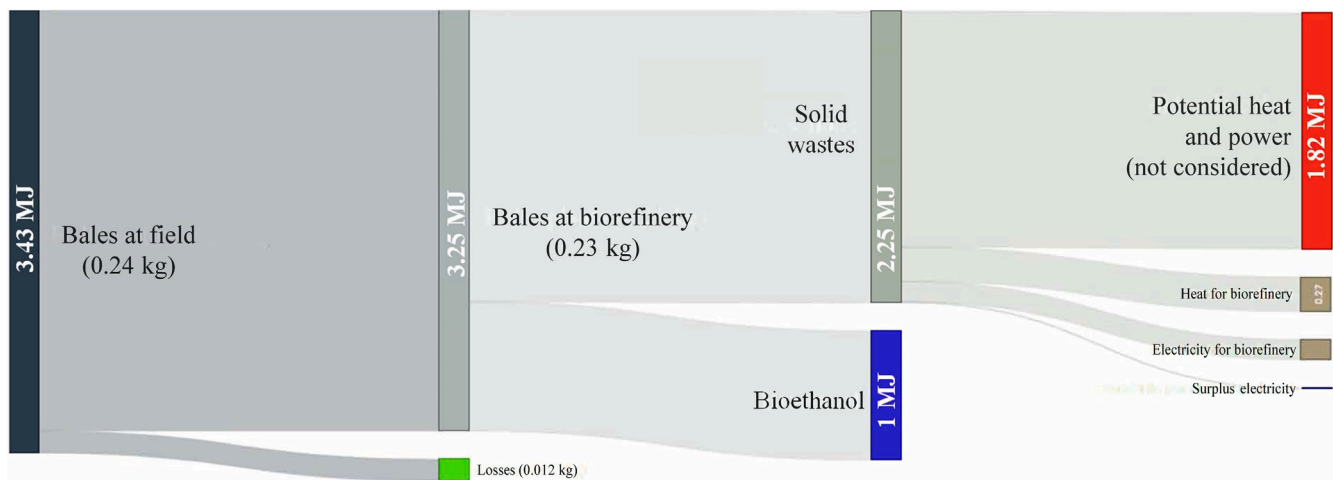 3.43 MJ
Bales at field
(0.24 kg)
3.25 MJ
Losses (0.012 kg)
Bales at biorefinery
(0.23 kg)
Solid
wastes
2.25 MJ
Bioethanol
1 MJ
Potential heat
and power
(not considered)
1.82 MJ
Heat for biorefinery
0.27
Electricity for biorefinery
Surplus electricity